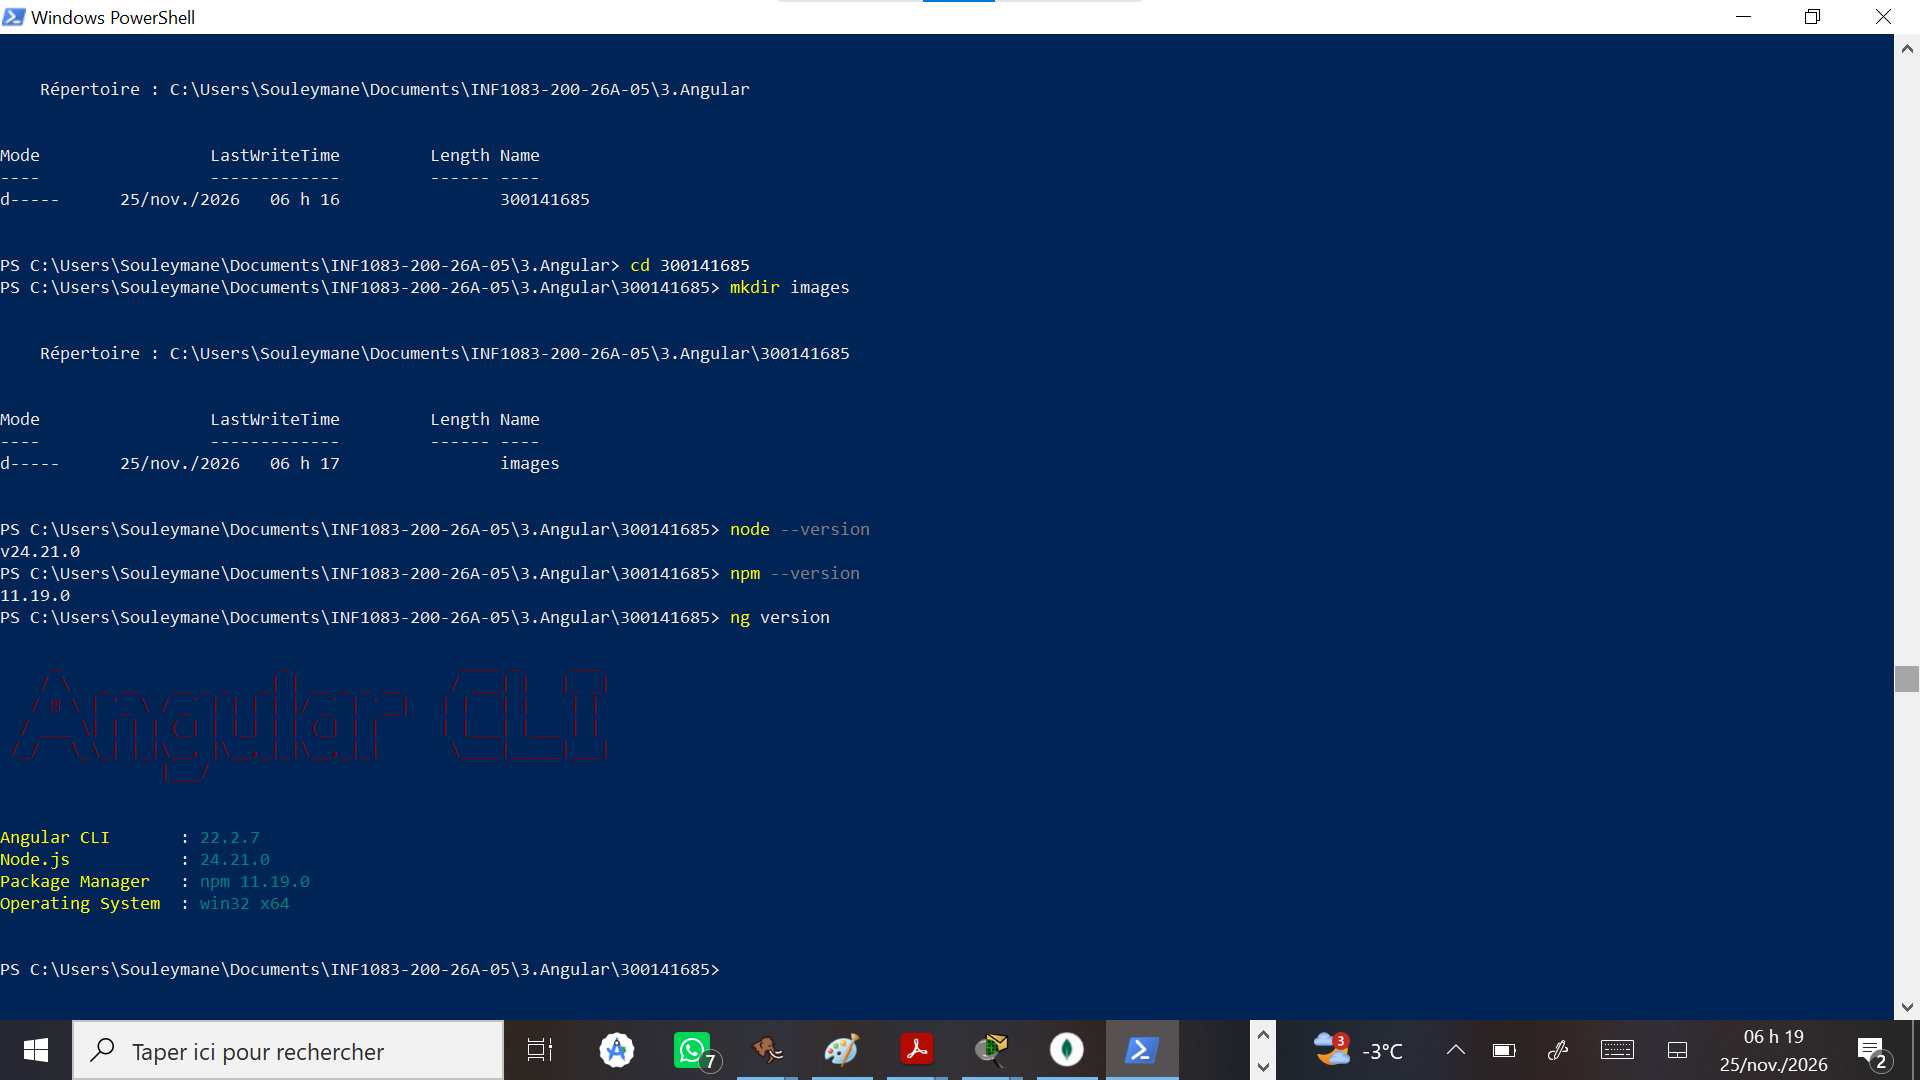 Windows PowerShell
Répertoire : C:\Users\Souleymane\Documents\INF1083-200-26A-05\3.Angular
Mode LastWriteTime Length Name
---- ------------- ------ ----
d----- 25/nov./2026 06 h 16 300141685
PS C:\Users\Souleymane\Documents\INF1083-200-26A-05\3.Angular> cd 300141685
PS C:\Users\Souleymane\Documents\INF1083-200-26A-05\3.Angular\300141685> mkdir images
Répertoire : C:\Users\Souleymane\Documents\INF1083-200-26A-05\3.Angular\300141685
Mode LastWriteTime Length Name
---- ------------- ------ ----
d----- 25/nov./2026 06 h 17 images
PS C:\Users\Souleymane\Documents\INF1083-200-26A-05\3.Angular\300141685> node --version
v24.21.0
PS C:\Users\Souleymane\Documents\INF1083-200-26A-05\3.Angular\300141685> npm --version
11.19.0
PS C:\Users\Souleymane\Documents\INF1083-200-26A-05\3.Angular\300141685> ng version
Angular CLI
Angular CLI : 22.2.7
Node.js : 24.21.0
Package Manager : npm 11.19.0
Operating System : win32 x64
PS C:\Users\Souleymane\Documents\INF1083-200-26A-05\3.Angular\300141685>
Taper ici pour rechercher
7
3
-3°C
06 h 19
25/nov./2026
2